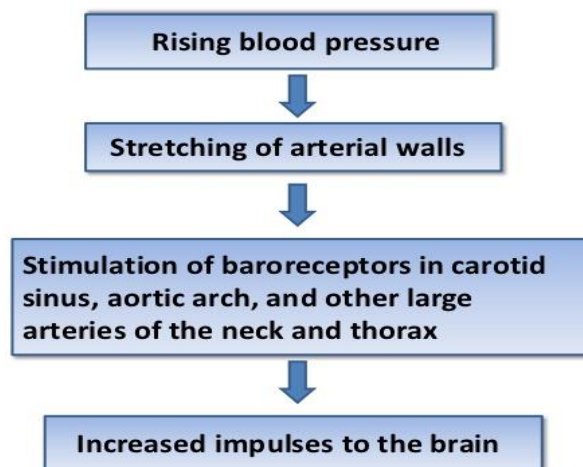 Rising blood pressure
Stretching of arterial walls
Stimulation of baroreceptors in carotid
sinus, aortic arch, and other large
arteries of the neck and thorax
Increased impulses to the brain